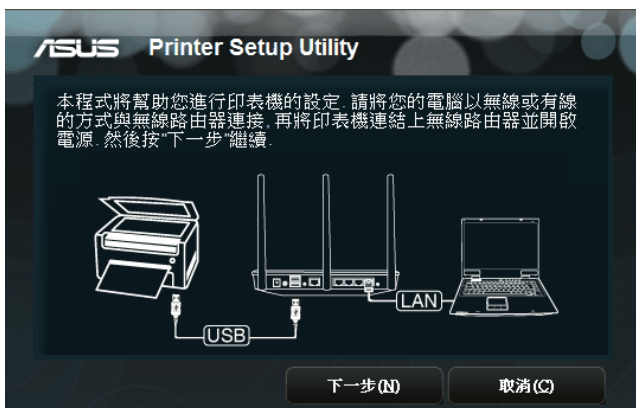 ASUS Printer Setup Utility
本程式將幫助您進行印表機的設定. 請將您的電腦以無線或有線
的方式與無線路由器連接, 再將印表機連結上無線路由器並開啟
電源. 然後按"下一步"繼續.
LAN
USB
下一步(N)
取消(C)